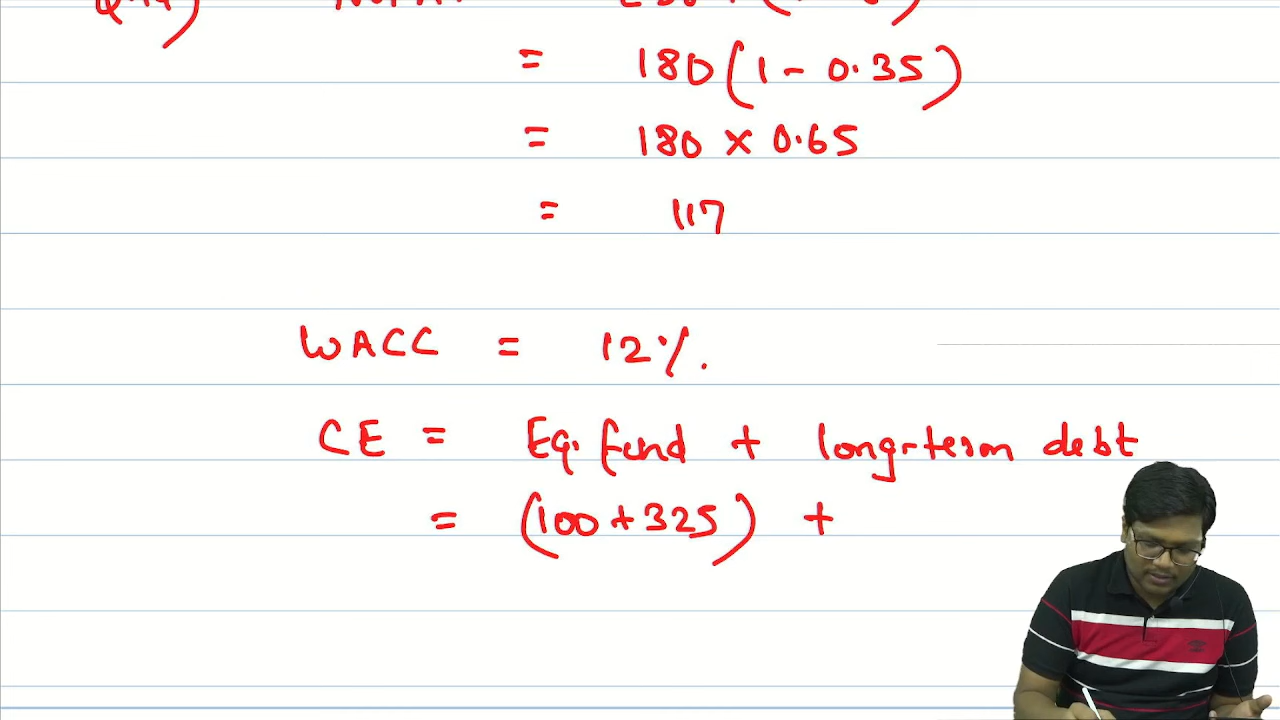 = 180(1 - 0.35)
= 180 × 0.65
= 117
WACC = 12%.
CE = Eq. fund + long-term debt
= (100+325) +